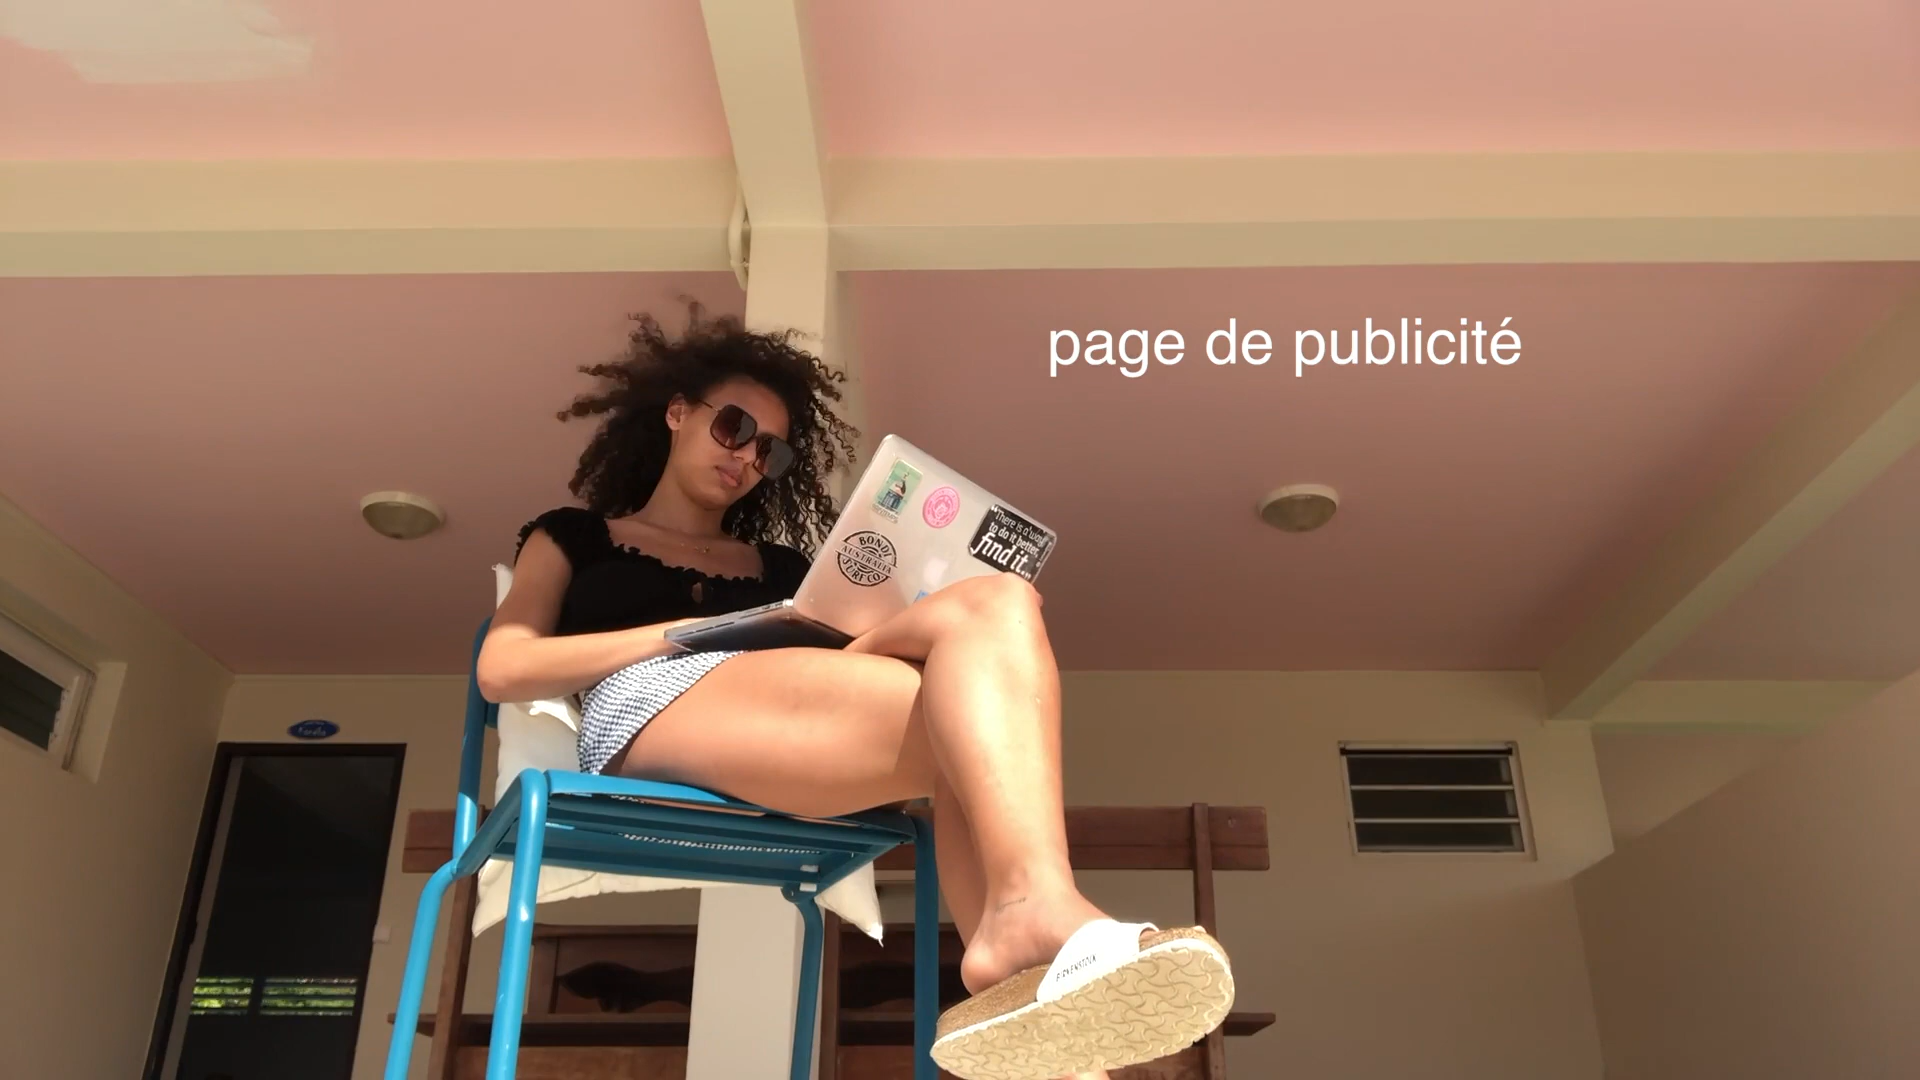 page de publicité
BONDI
AUSTRALIA
SURF CO.
"There is a way
to do it better,
find it...
BIRKENSTOCK